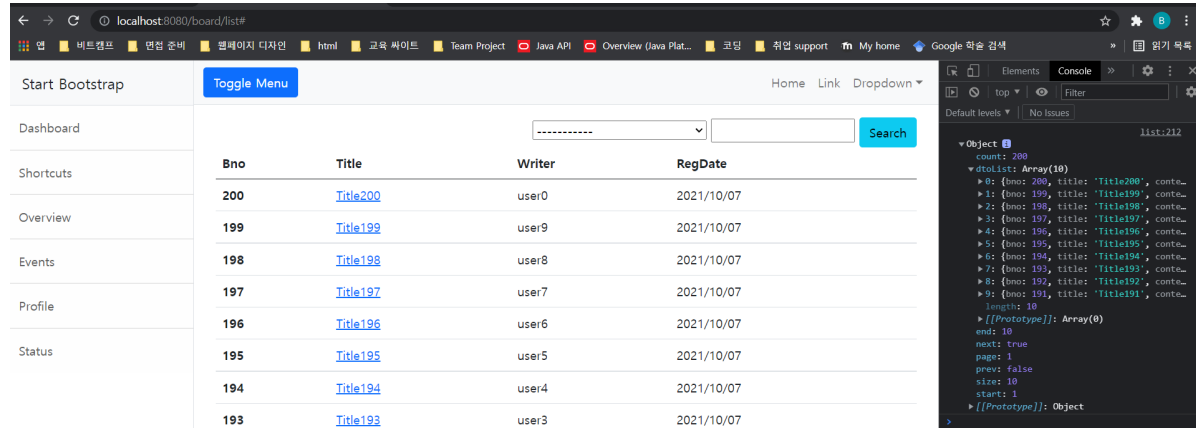 localhost:8080/board/list#
B
앱 비트캠프 면접 준비 웹페이지 디자인 html 교육 싸이트 Team Project Java API Overview (Java Plat... 코딩 취업 support My home Google 학술 검색 » 읽기 목록
Start Bootstrap
Dashboard
Shortcuts
Overview
Events
Profile
Status
Toggle Menu
Home Link Dropdown
----------- Search
Bno Title Writer RegDate
200 Title200 user0 2021/10/07
199 Title199 user9 2021/10/07
198 Title198 user8 2021/10/07
197 Title197 user7 2021/10/07
196 Title196 user6 2021/10/07
195 Title195 user5 2021/10/07
194 Title194 user4 2021/10/07
193 Title193 user3 2021/10/07
Elements Console »
top Filter
Default levels No Issues
list:212
Object
count: 200
dtoList: Array(10)
0: {bno: 200, title: 'Title200', conte…
1: {bno: 199, title: 'Title199', conte…
2: {bno: 198, title: 'Title198', conte…
3: {bno: 197, title: 'Title197', conte…
4: {bno: 196, title: 'Title196', conte…
5: {bno: 195, title: 'Title195', conte…
6: {bno: 194, title: 'Title194', conte…
7: {bno: 193, title: 'Title193', conte…
8: {bno: 192, title: 'Title192', conte…
9: {bno: 191, title: 'Title191', conte…
length: 10
[[Prototype]]: Array(0)
end: 10
next: true
page: 1
prev: false
size: 10
start: 1
[[Prototype]]: Object